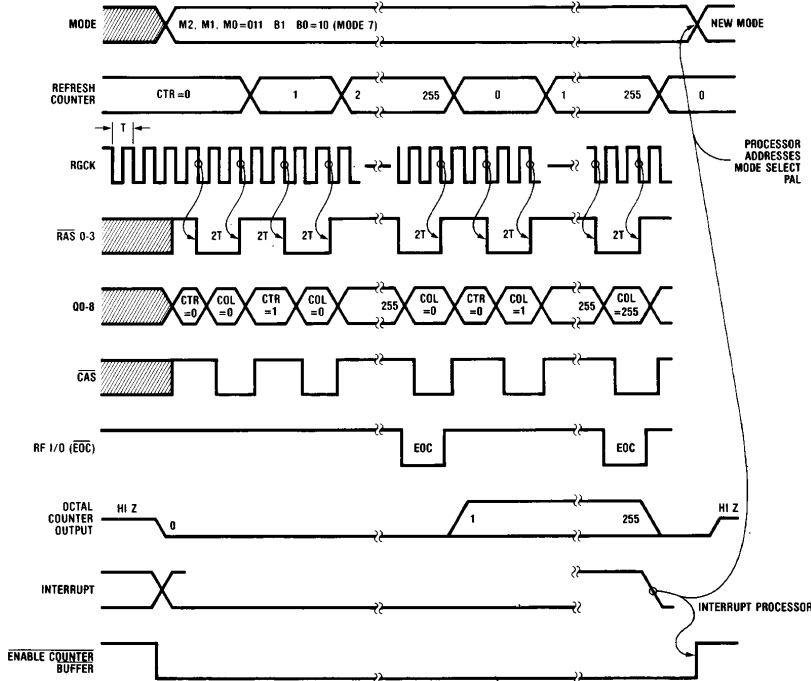 MODE
M2, M1, M0=011 B1 B0=10 (MODE 7)
NEW MODE
REFRESH
COUNTER
CTR=0
1
2
255
0
1
255
0
T
RGCK
PROCESSOR
ADDRESSES
MODE SELECT
PAL
RAS 0-3
2T
2T
2T
2T
2T
2T
2T
Q0-8
CTR
=0
COL
=0
CTR
=1
COL
=0
255
COL
=0
CTR
=0
COL
=1
255
COL
=255
CAS
RF I/O (EOC)
EOC
EOC
OCTAL
COUNTER
OUTPUT
HI Z
0
1
255
HI Z
INTERRUPT
INTERRUPT PROCESSOR
ENABLE COUNTER
BUFFER